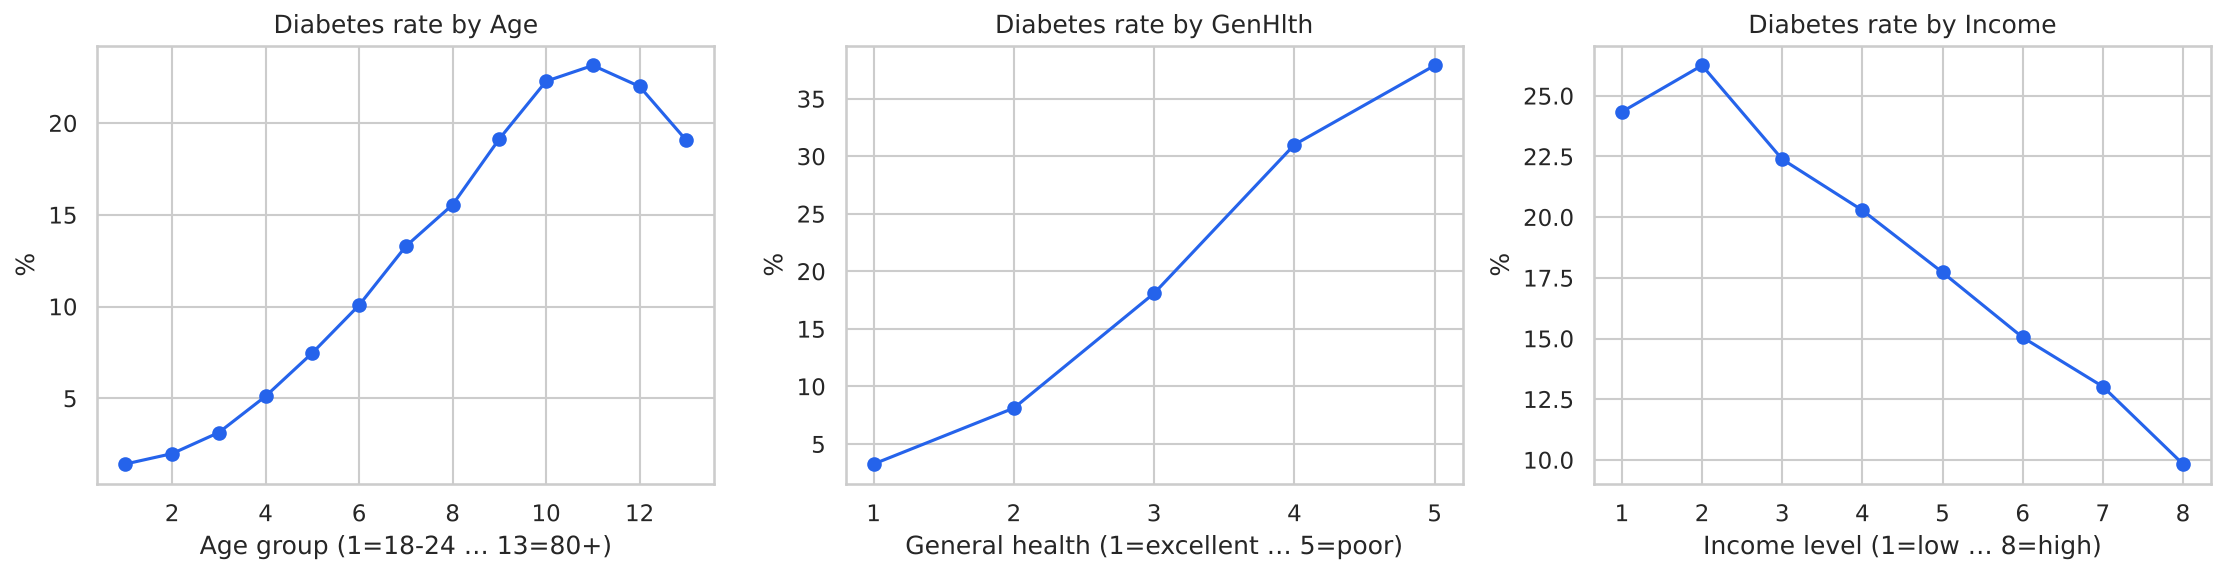 Diabetes rate by Age
%
20
15
10
5
2 4 6 8 10 12
Age group (1=18-24 ... 13=80+)
Diabetes rate by GenHlth
%
35
30
25
20
15
10
5
1 2 3 4 5
General health (1=excellent ... 5=poor)
Diabetes rate by Income
%
25.0
22.5
20.0
17.5
15.0
12.5
10.0
1 2 3 4 5 6 7 8
Income level (1=low ... 8=high)